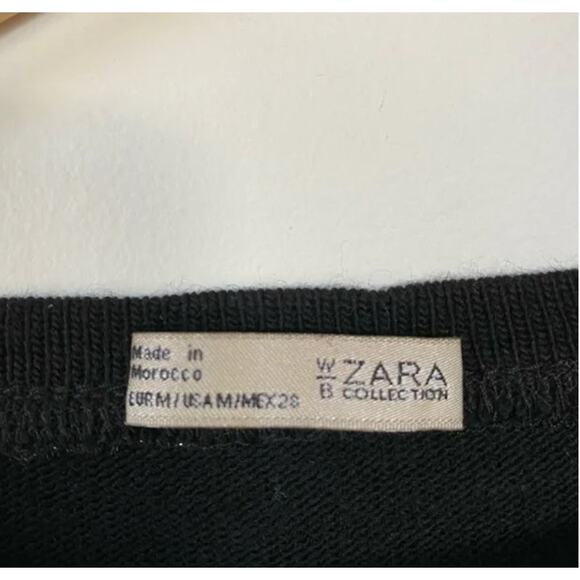 Made in
Morocco
EUR M / USA M / MEX 28
W/B ZARA
COLLECTION